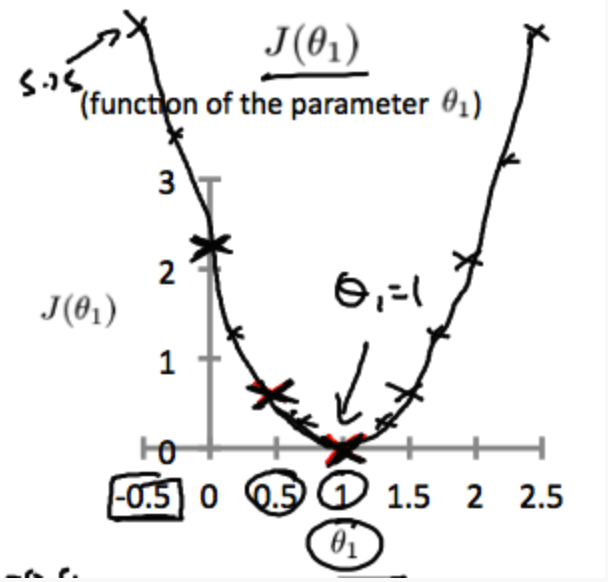 J(θ₁)
5.25
(function of the parameter θ₁)
3
2
1
0
J(θ₁)
θ₁=1
-0.5 0 0.5 1 1.5 2 2.5
θ₁